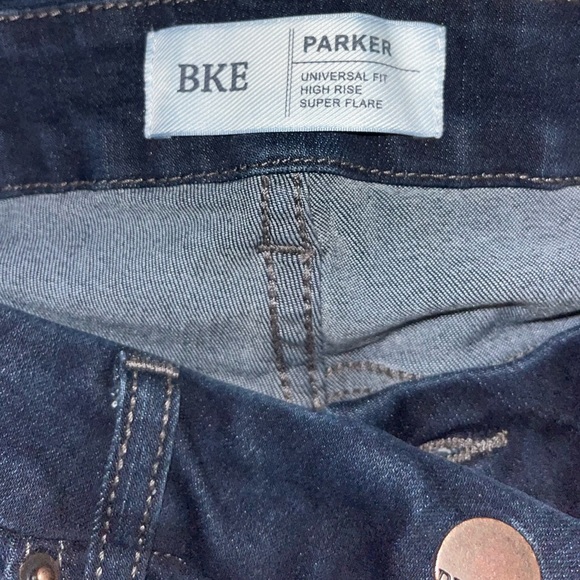 BKE
PARKER
UNIVERSAL FIT
HIGH RISE
SUPER FLARE